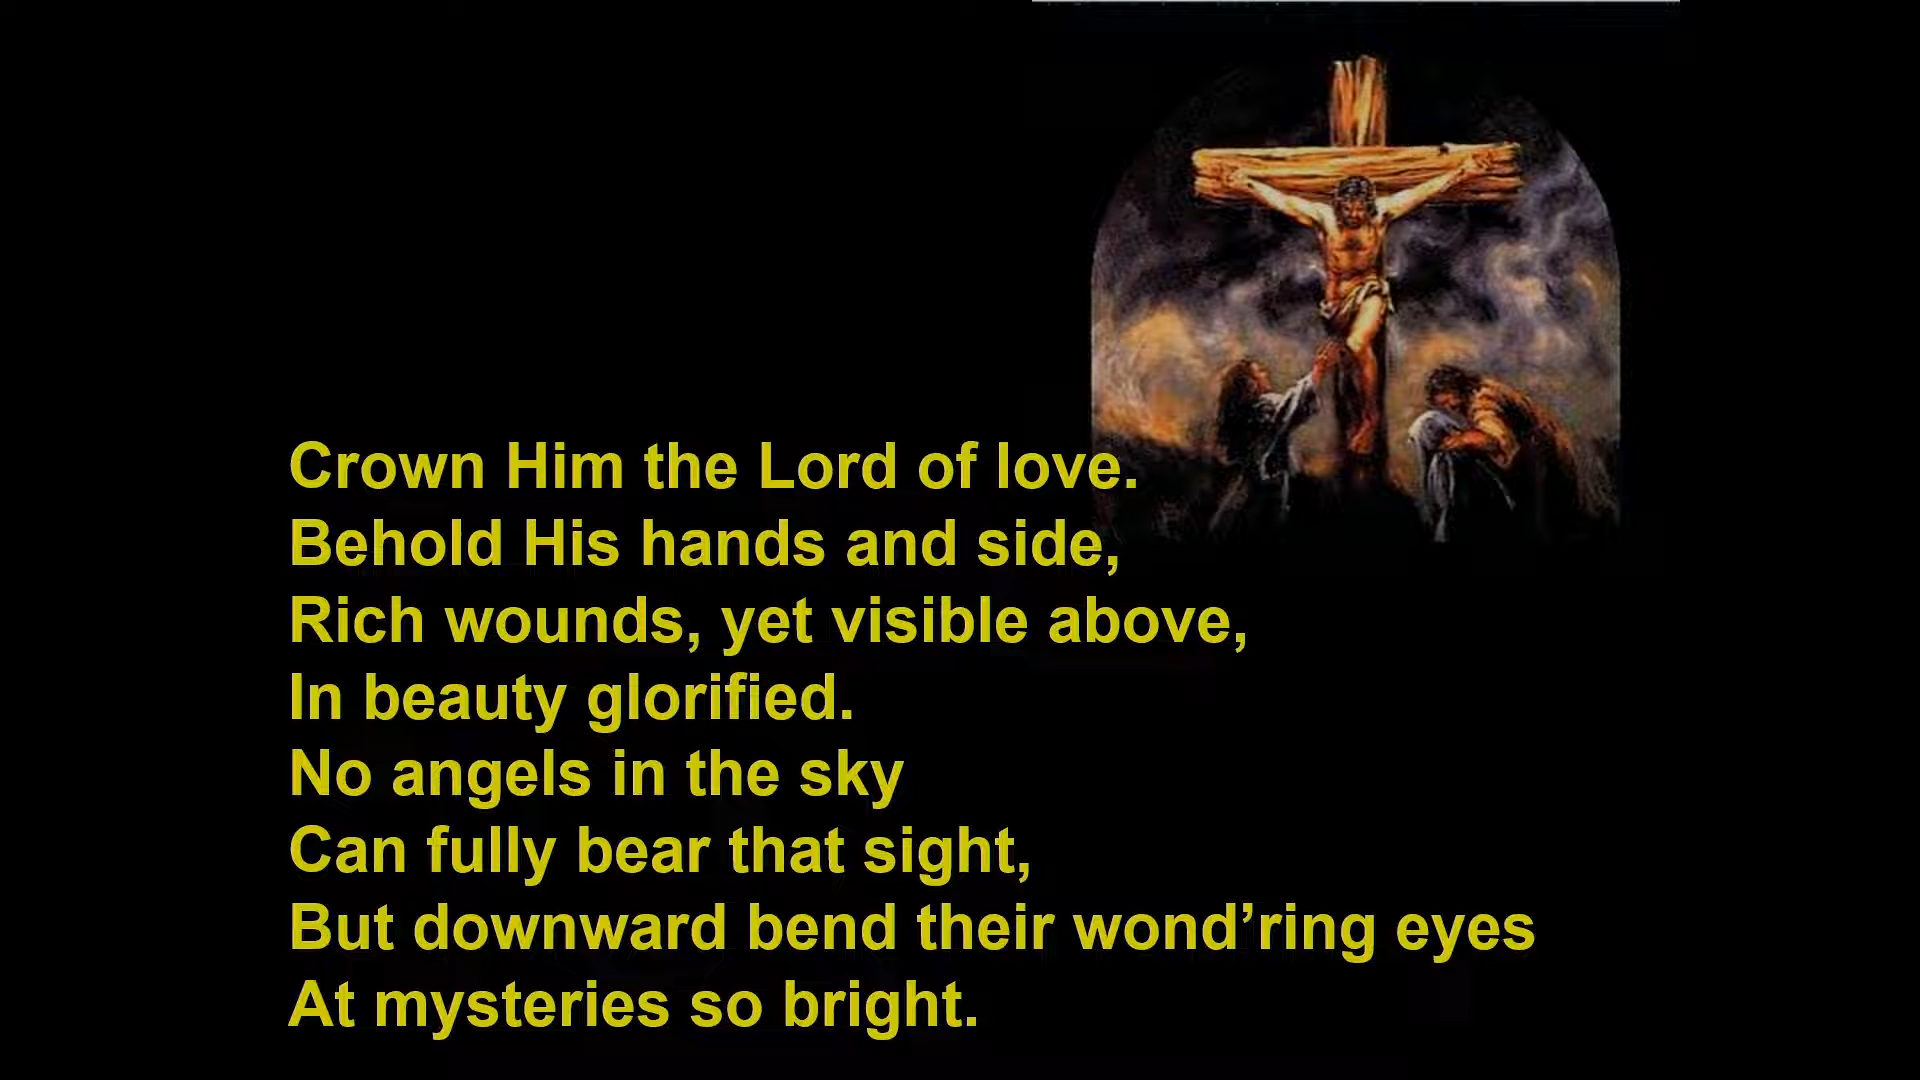 Crown Him the Lord of love.
Behold His hands and side,
Rich wounds, yet visible above,
In beauty glorified.
No angels in the sky
Can fully bear that sight,
But downward bend their wond’ring eyes
At mysteries so bright.